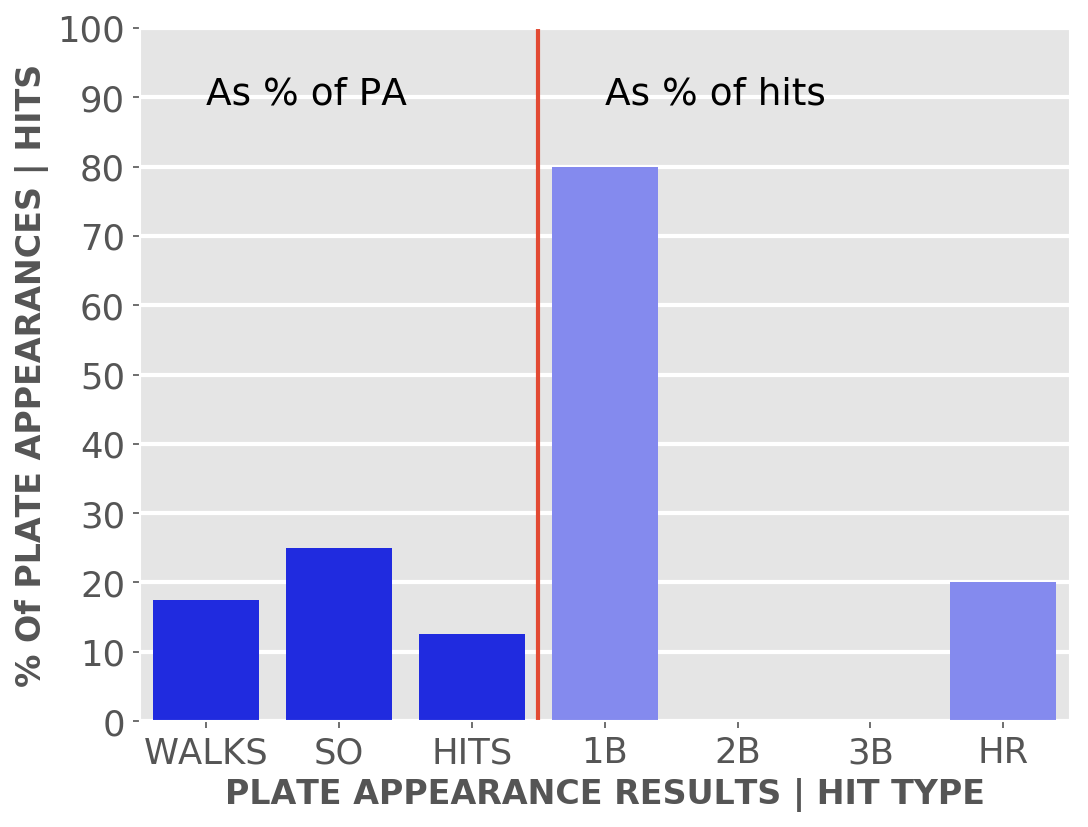 % Of PLATE APPEARANCES | HITS
100
90
80
70
60
50
40
30
20
10
0
As % of PA
As % of hits
WALKS SO HITS 1B 2B 3B HR
PLATE APPEARANCE RESULTS | HIT TYPE